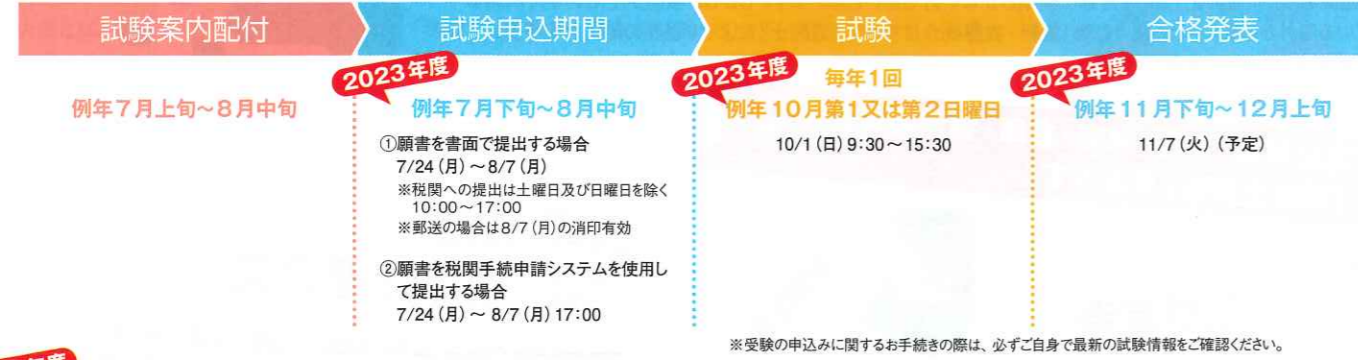 試験案内配付
試験申込期間
試験
合格発表
例年7月上旬～8月中旬
2023年度
例年7月下旬～8月中旬
①願書を書面で提出する場合
7/24(月)～8/7(月)
※税関への提出は土曜日及び日曜日を除く
10:00～17:00
※郵送の場合は8/7(月)の消印有効
②願書を税関手続申請システムを使用し
て提出する場合
7/24(月)～ 8/7(月)17:00
2023年度
毎年1回
例年10月第1又は第2日曜日
10/1(日)9:30～15:30
2023年度
例年11月下旬～12月上旬
11/7(火)(予定)
※受験の申込みに関するお手続きの際は、必ずご自身で最新の試験情報をご確認ください。
年度